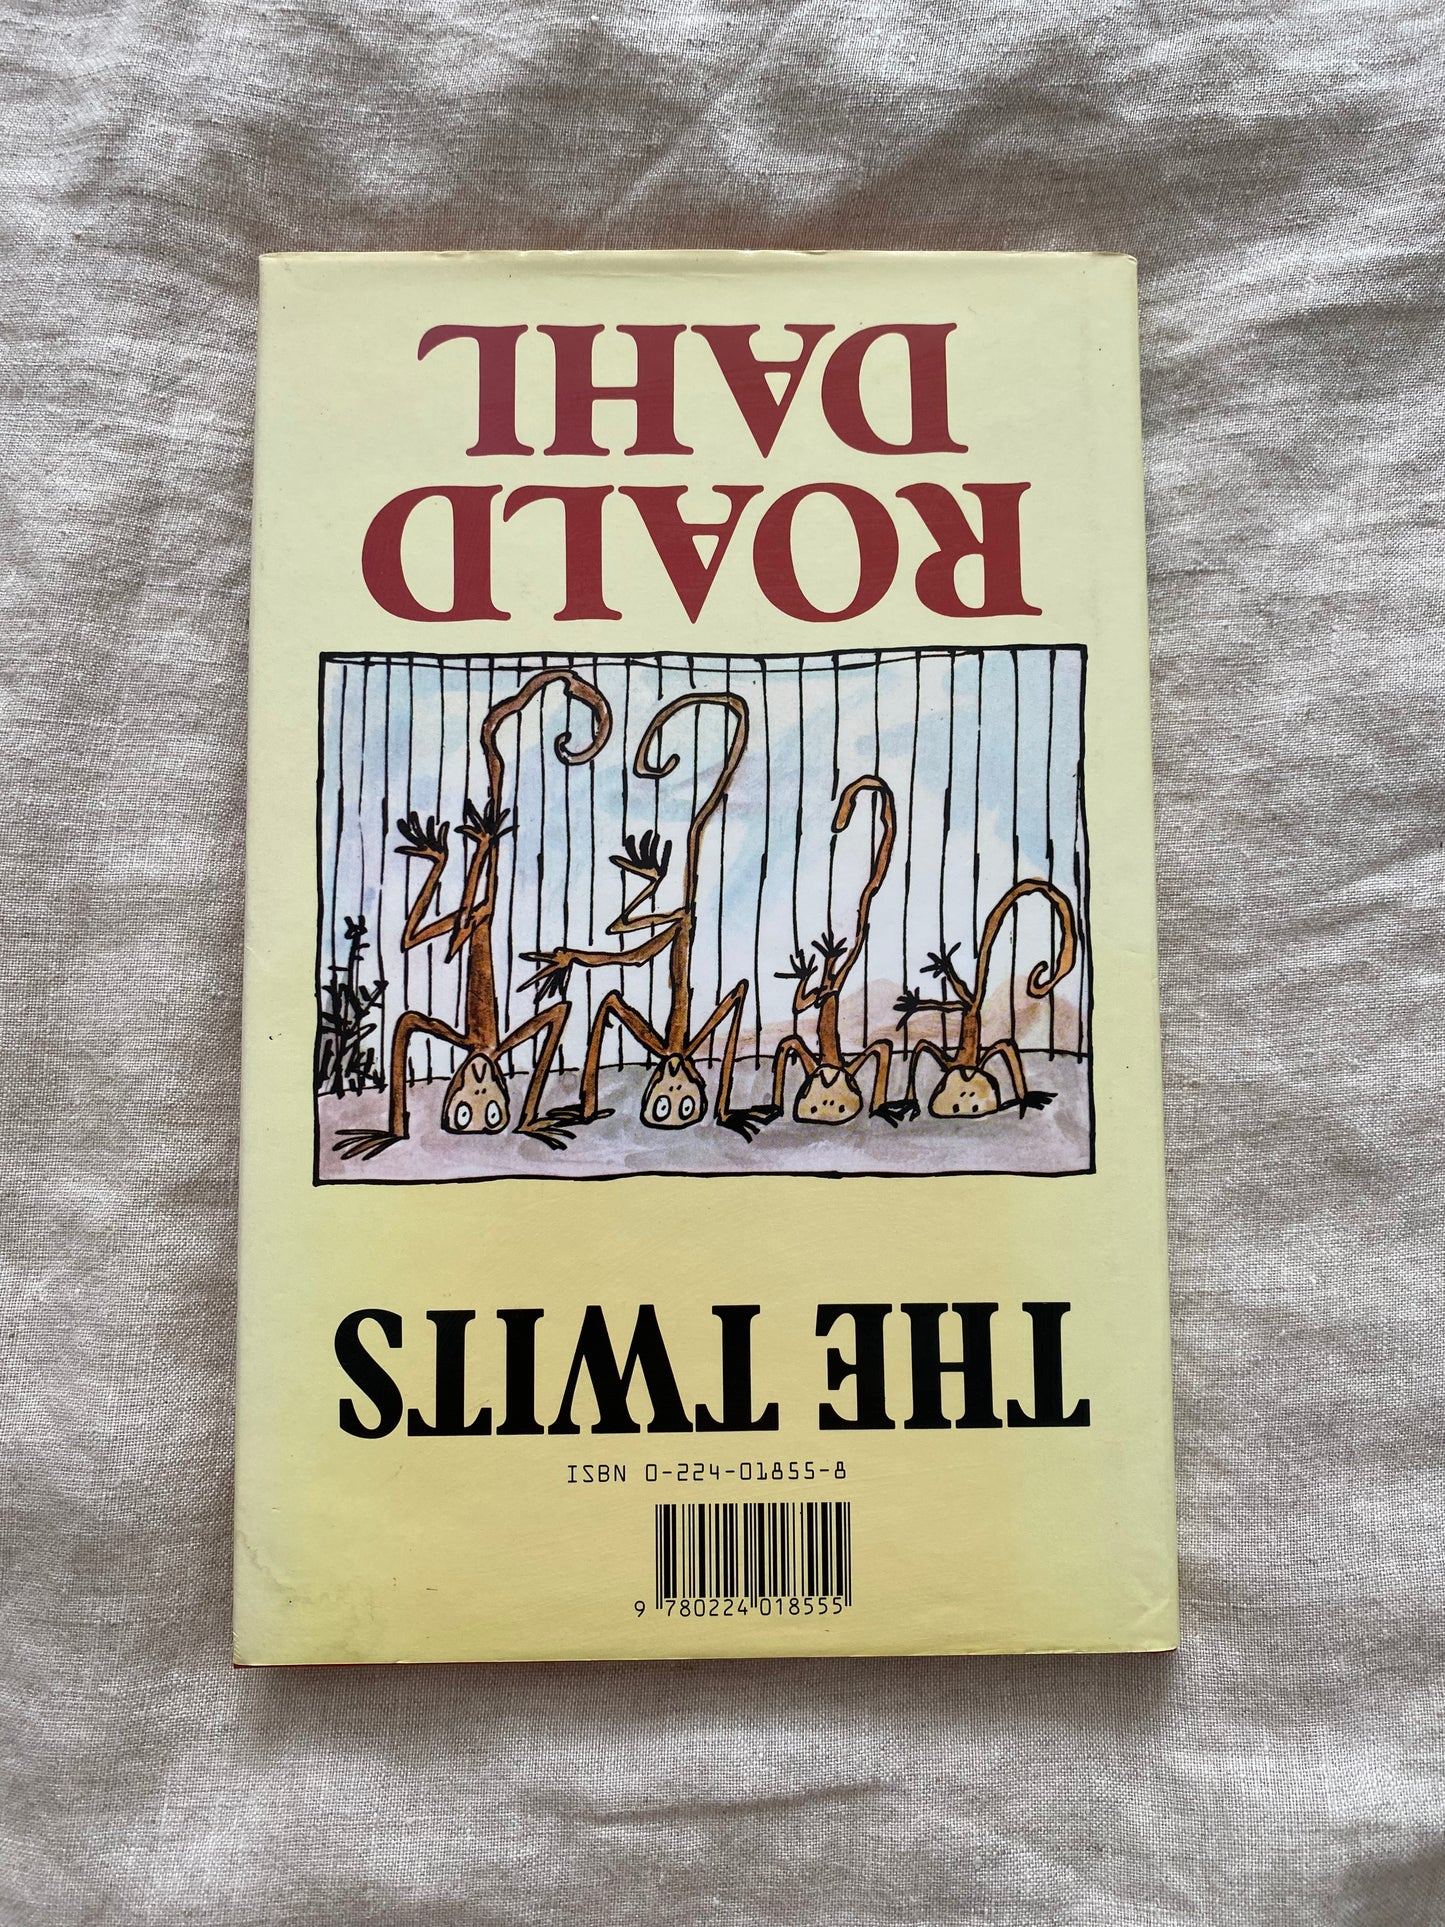 ROALD
DAHL
THE TWITS
ISBN 0-224-01855-8
9 780224 018555